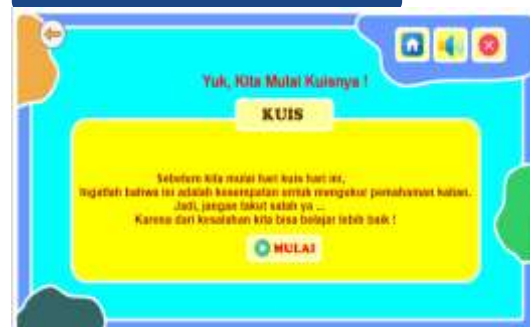 Yuk, Kita Mulai Kuisnya !
KUIS
Sebelum kita mulai hari kuis hari ini,
Ingatlah bahwa ini adalah kesempatan untuk mengukur pemahaman kalian.
Jadi, jangan takut salah ya ...
Karena dari kesalahan kita bisa belajar lebih baik !
MULAI